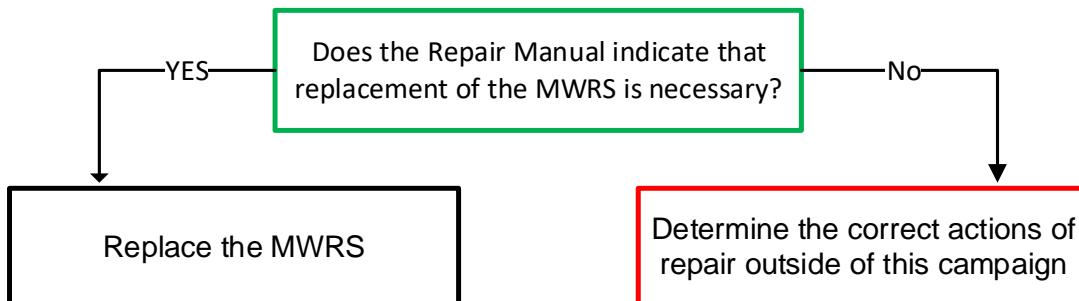 Does the Repair Manual indicate that
replacement of the MWRS is necessary?
YES
No
Replace the MWRS
Determine the correct actions of
repair outside of this campaign